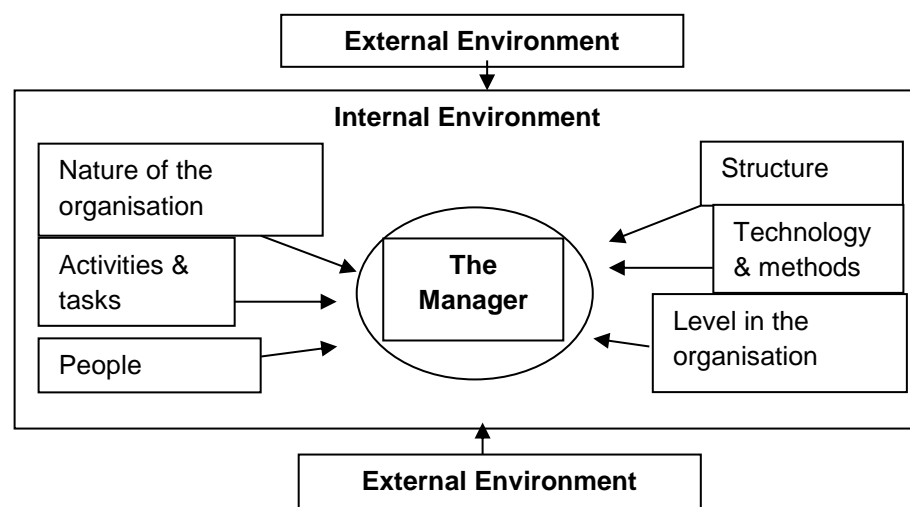 External Environment
Internal Environment
Nature of the
organisation
Activities &
tasks
People
The
Manager
Structure
Technology
& methods
Level in the
organisation
External Environment